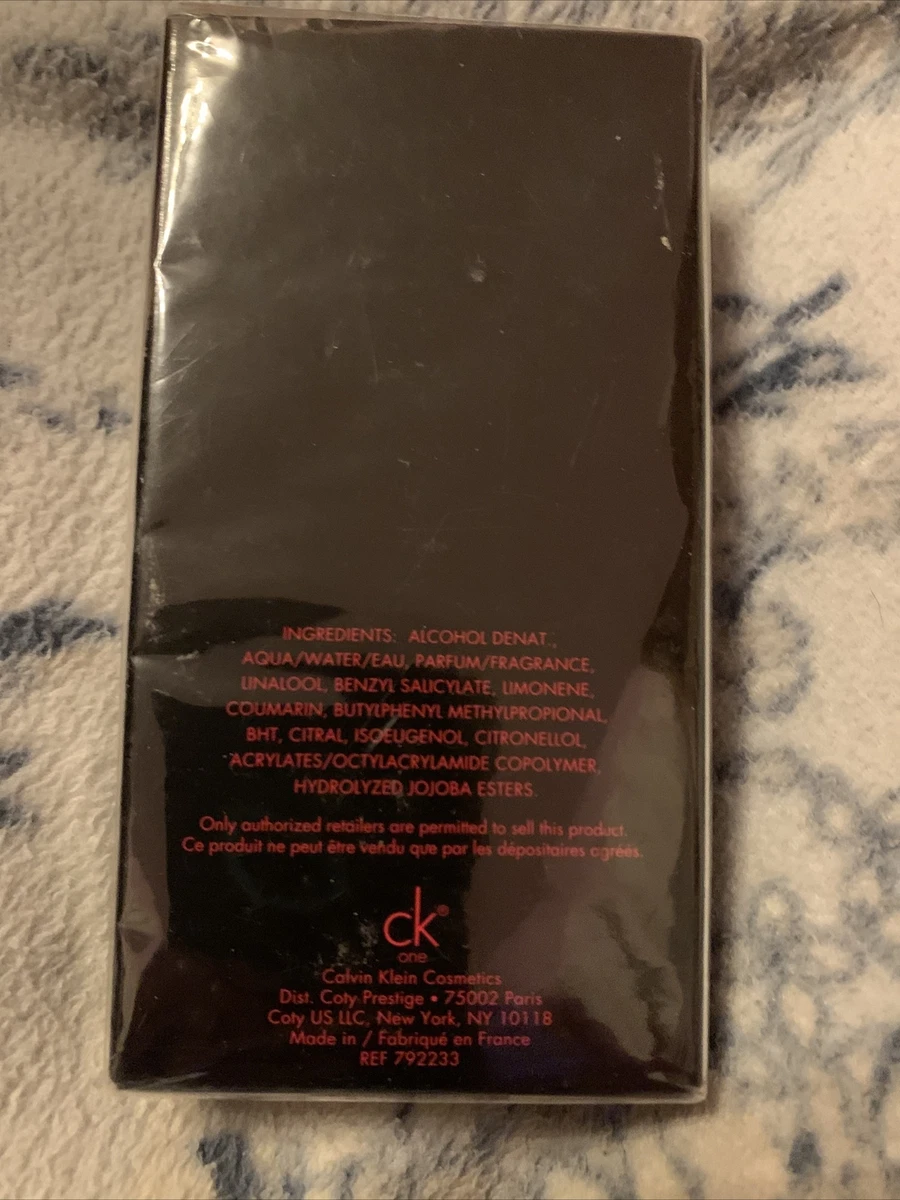 INGREDIENTS: ALCOHOL DENAT.,
AQUA/WATER/EAU, PARFUM/FRAGRANCE,
LINALOOL, BENZYL SALICYLATE, LIMONENE,
COUMARIN, BUTYLPHENYL METHYLPROPIONAL,
BHT, CITRAL, ISOEUGENOL, CITRONELLOL,
ACRYLATES/OCTYLACRYLAMIDE COPOLYMER,
HYDROLYZED JOJOBA ESTERS.
Only authorized retailers are permitted to sell this product.
Ce produit ne peut être vendu que par les dépositaires agréés.
ck®
one
Calvin Klein Cosmetics
Dist. Coty Prestige • 75002 Paris
Coty US LLC, New York, NY 10118
Made in / Fabriqué en France
REF 792233